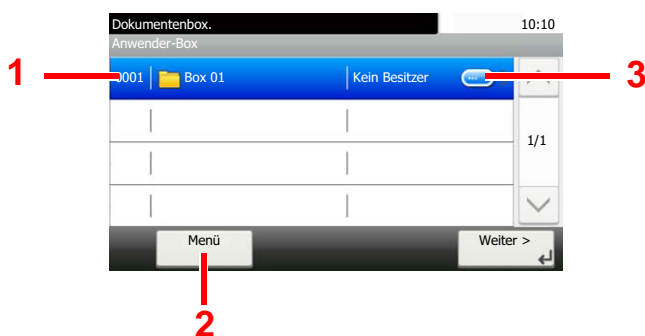 Dokumentenbox. 10:10
Anwender-Box
1 0001 Box 01 Kein Besitzer 3
1/1
Menü Weiter >
2